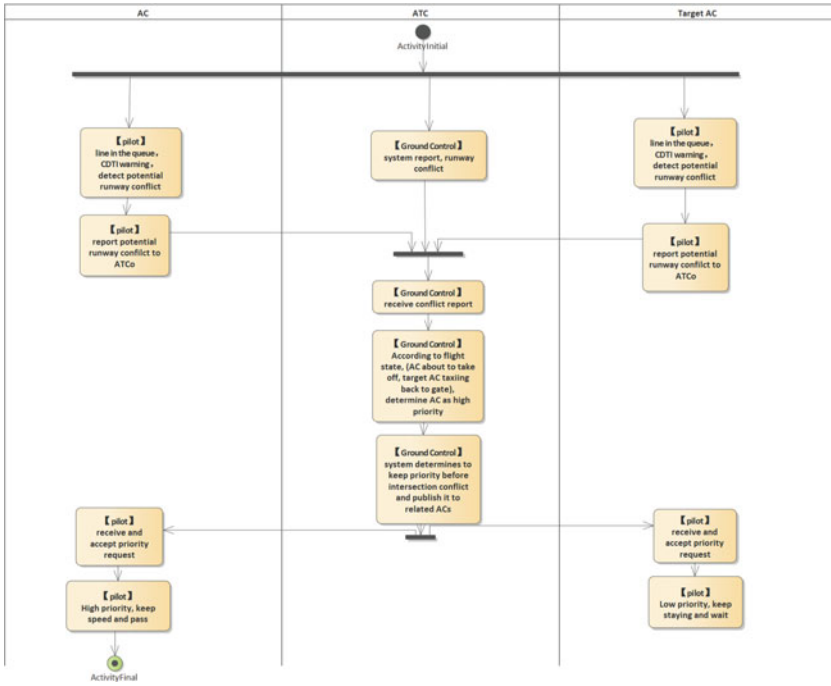 AC
ATC
Target AC
ActivityInitial
【pilot】
line in the queue，
CDTI warning，
detect potential
runway conflict
【Ground Control】
system report, runway
conflict
【pilot】
line in the queue，
CDTI warning，
detect potential
runway conflict
【pilot】
report potential
runway confilct to
ATCo
【pilot】
report potential
runway confilct to
ATCo
【Ground Control】
receive conflict report
【Ground Control】
According to flight
state, (AC about to take
off, target AC taxiing
back to gate),
determine AC as high
priority
【Ground Control】
system determines to
keep priority before
intersection conflict
and publish it to
related ACs
【pilot】
receive and
accept priority
request
【pilot】
receive and
accept priority
request
【pilot】
High priority, keep
speed and pass
【pilot】
Low priority, keep
staying and wait
ActivityFinal